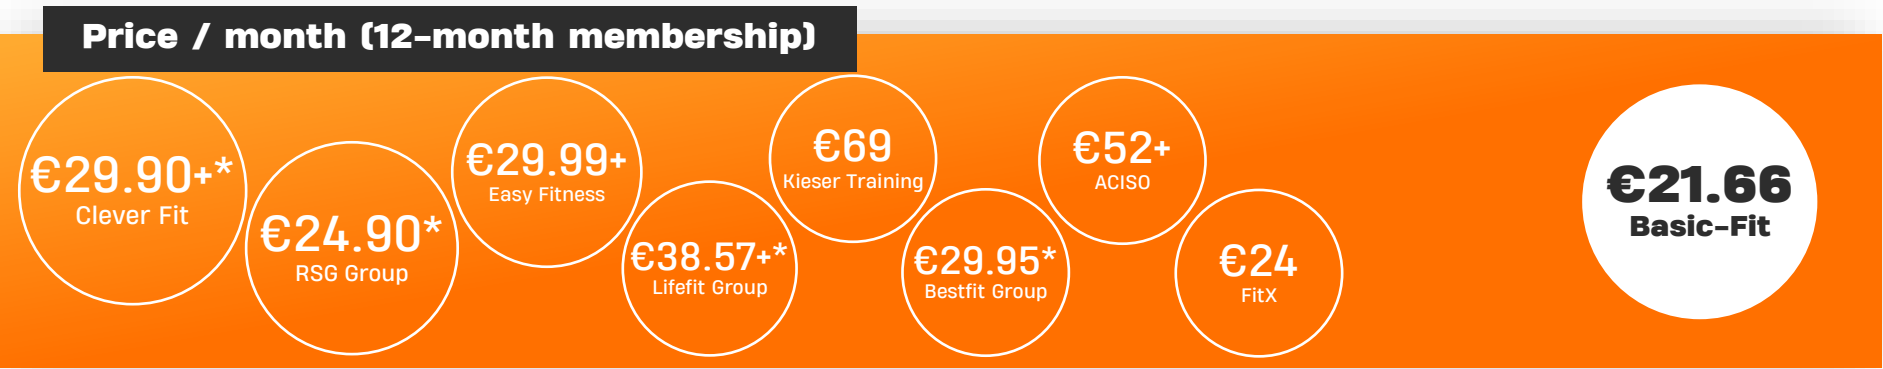 Price / month (12-month membership)
€29.90+*
Clever Fit
€24.90*
RSG Group
€29.99+
Easy Fitness
€38.57+*
Lifefit Group
€69
Kieser Training
€29.95*
Bestfit Group
€52+
ACISO
€24
FitX
€21.66
Basic-Fit